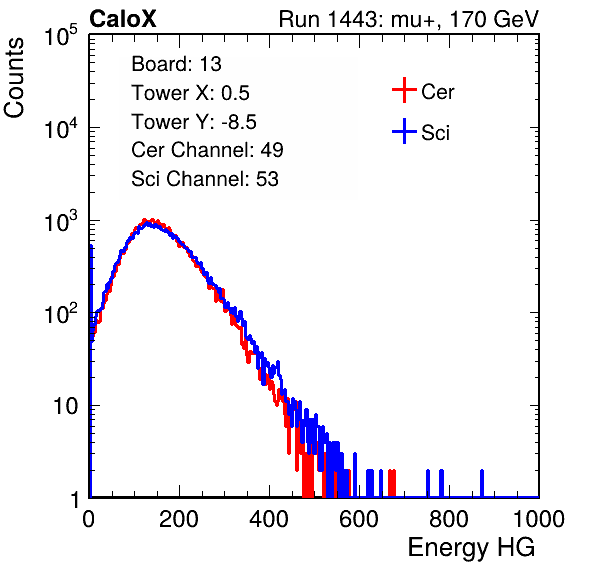 CaloX Run 1443: mu+, 170 GeV
Counts
10^5
10^4
10^3
10^2
10
1
Board: 13
Tower X: 0.5
Tower Y: -8.5
Cer Channel: 49
Sci Channel: 53
Cer
Sci
0 200 400 600 800 1000
Energy HG